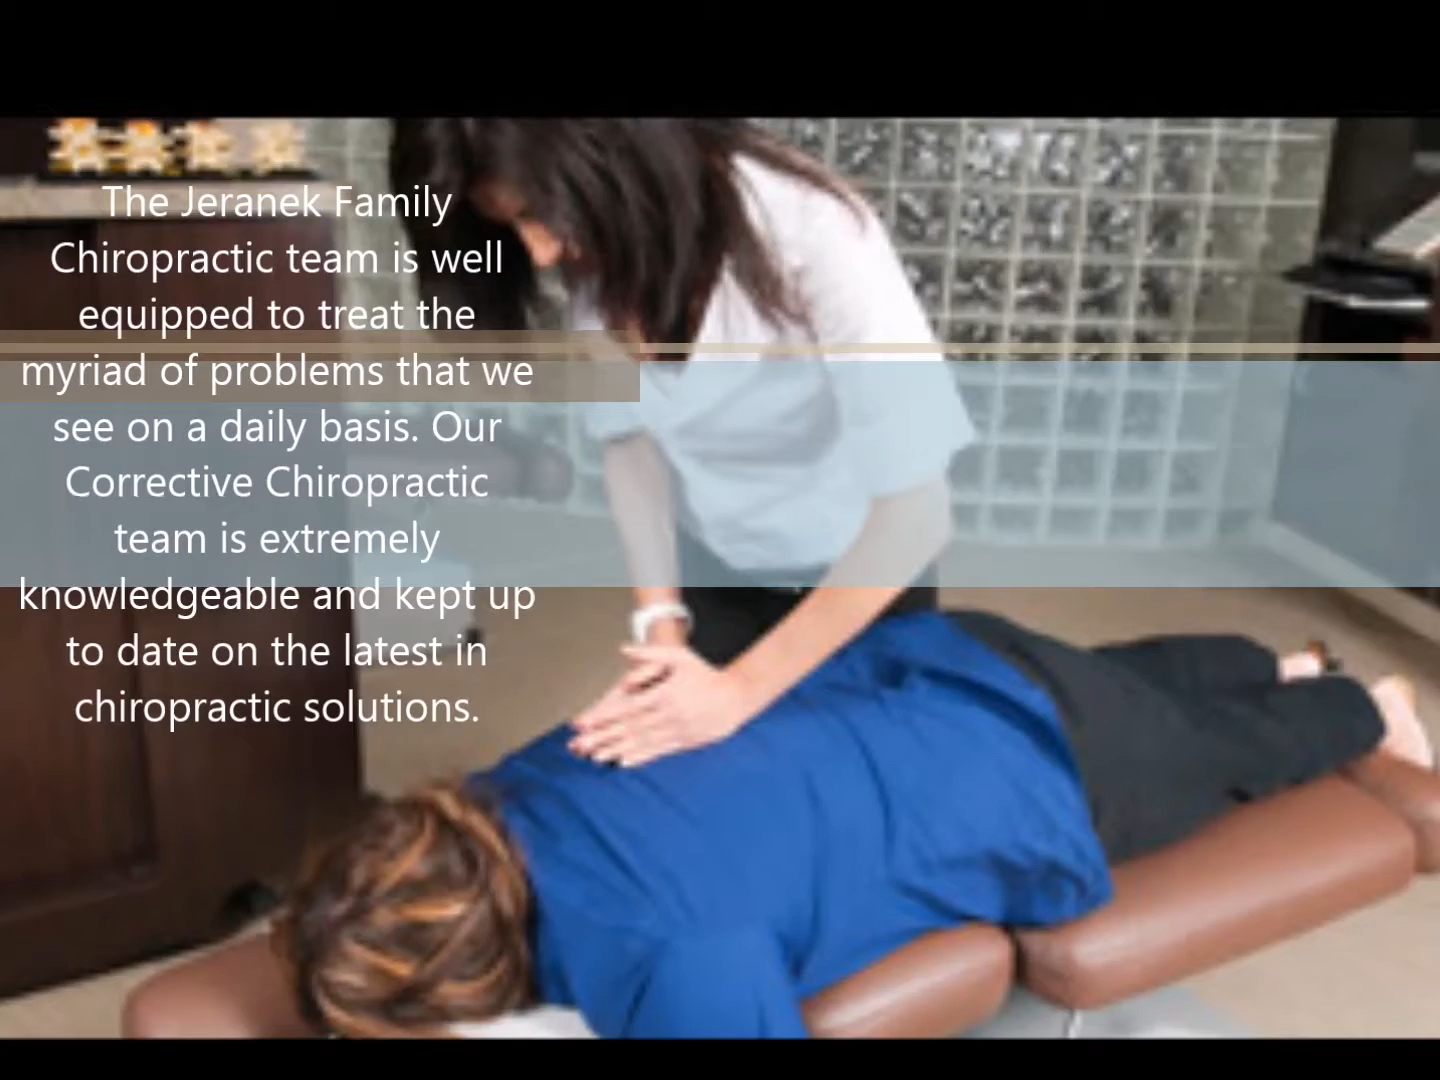 The Jeranek Family
Chiropractic team is well
equipped to treat the
myriad of problems that we
see on a daily basis. Our
Corrective Chiropractic
team is extremely
knowledgeable and kept up
to date on the latest in
chiropractic solutions.